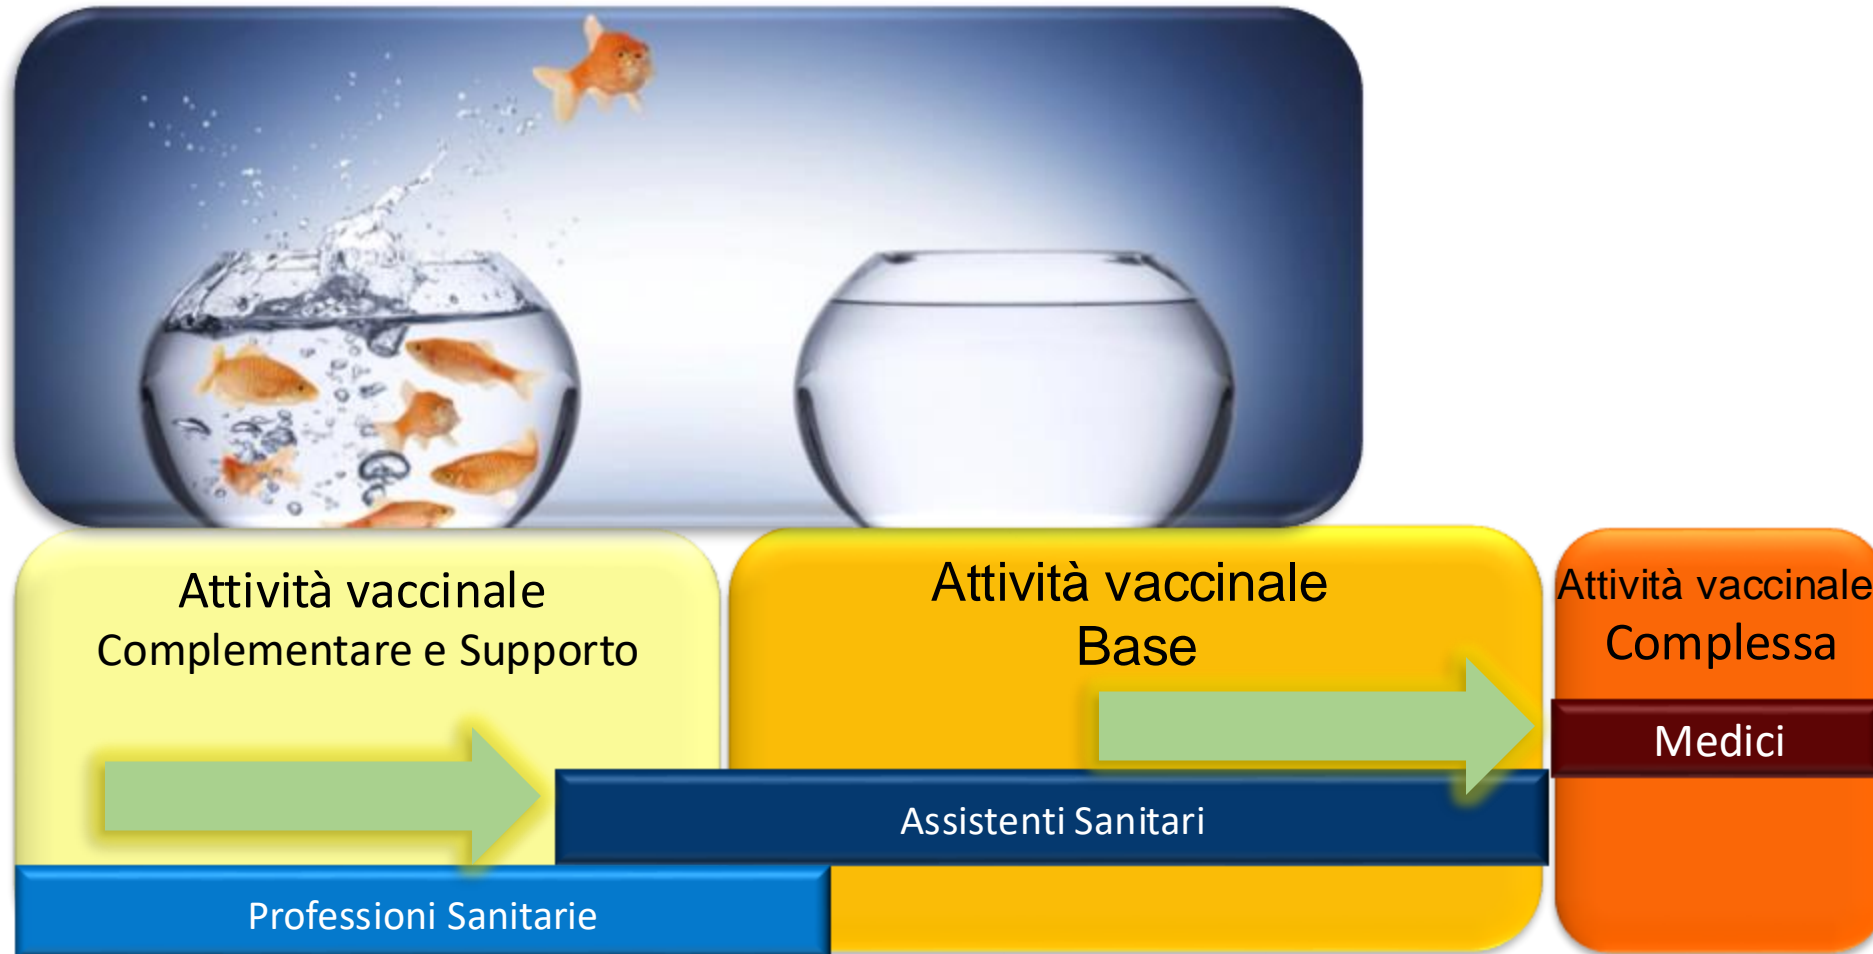 Attività vaccinale
Complementare e Supporto
Attività vaccinale
Base
Attività vaccinale
Complessa
Medici
Assistenti Sanitari
Professioni Sanitarie